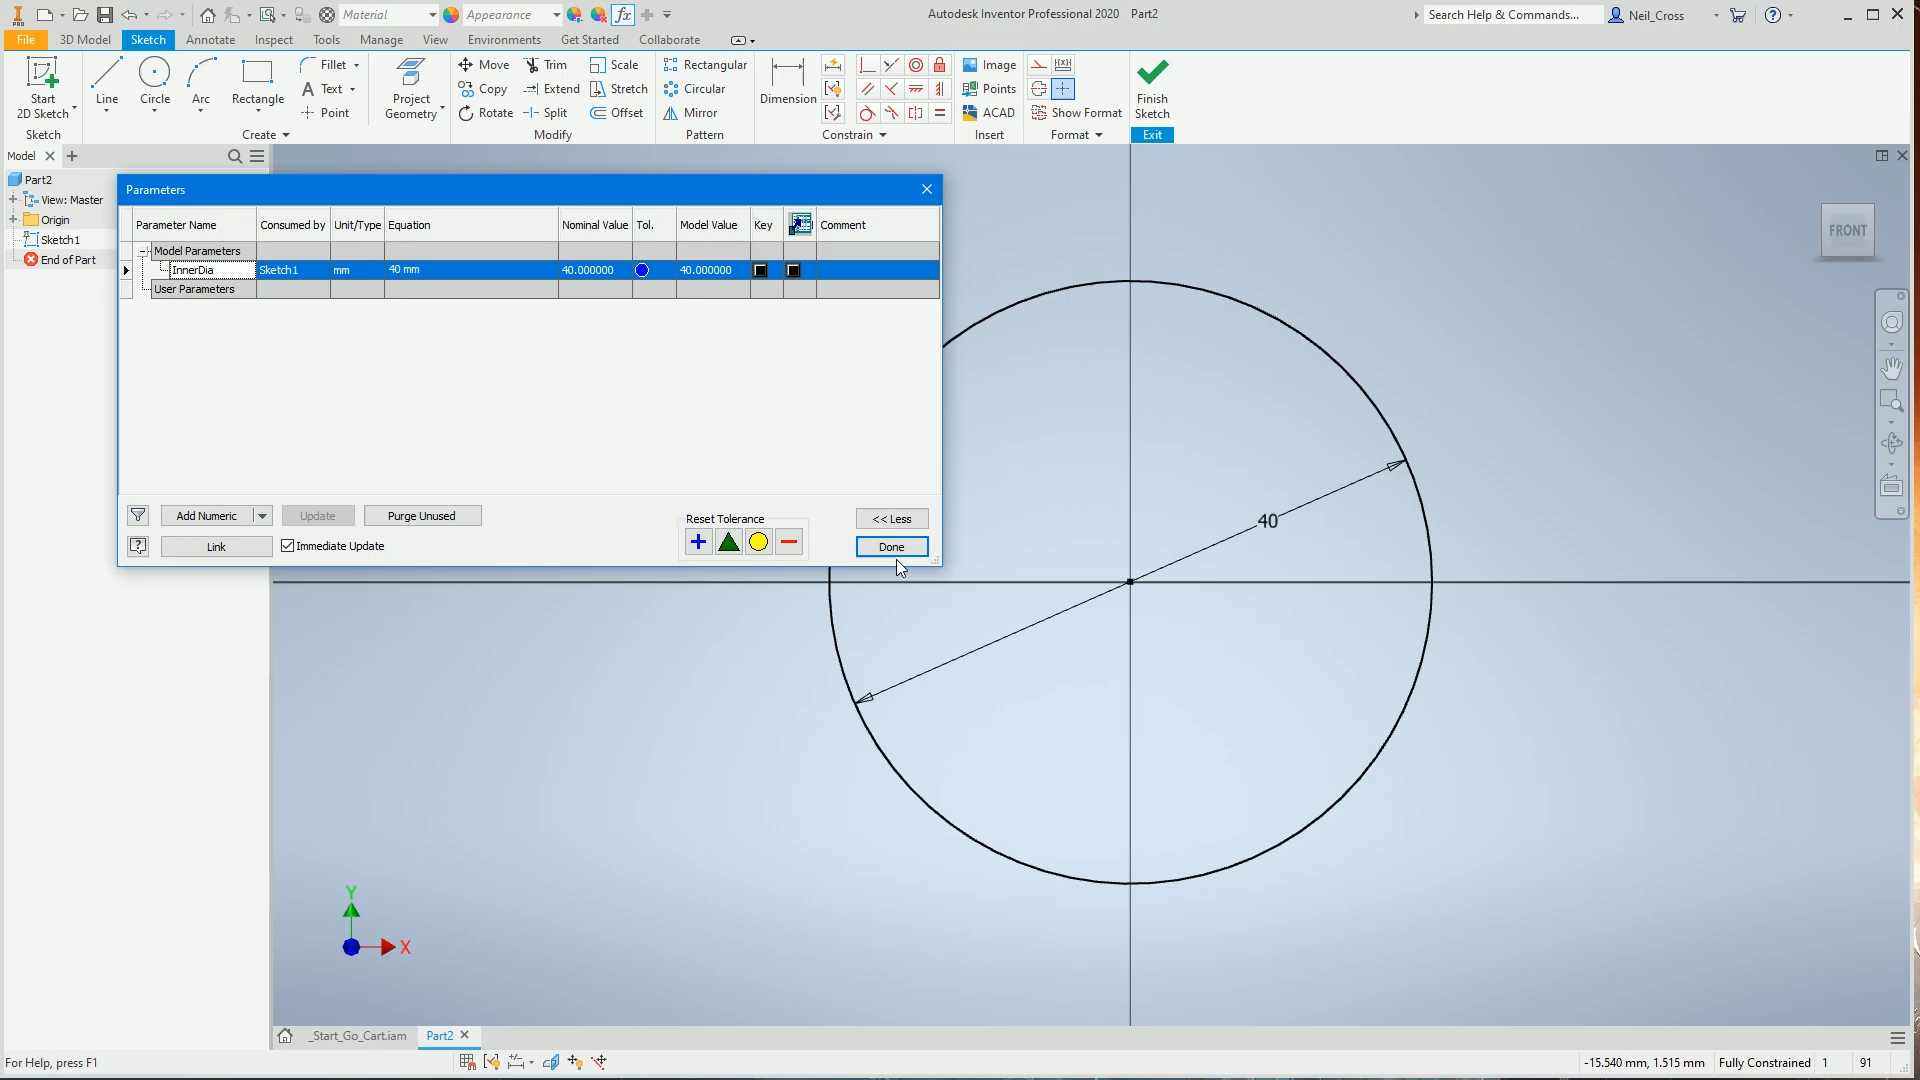 Material
Appearance
fx
Autodesk Inventor Professional 2020 Part2
Search Help & Commands...
Neil_Cross
PRO
File
3D Model
Sketch
Annotate
Inspect
Tools
Manage
View
Environments
Get Started
Collaborate
Start
2D Sketch
Line
Circle
Arc
Rectangle
Fillet
Text
Point
Project
Geometry
Move
Copy
Rotate
Trim
Extend
Split
Scale
Stretch
Offset
Rectangular
Circular
Mirror
Dimension
Image
Points
ACAD
Show Format
Finish
Sketch
Sketch
Create
Modify
Pattern
Constrain
Insert
Format
Exit
Model
Part2
View: Master
Origin
Sketch1
End of Part
Parameters
Parameter Name Consumed by Unit/Type Equation Nominal Value Tol. Model Value Key Comment
Model Parameters
InnerDia Sketch1 mm 40 mm 40.000000 40.000000
User Parameters
Add Numeric
Update
Purge Unused
Link
Immediate Update
Reset Tolerance
<< Less
Done
FRONT
40
Y
X
_Start_Go_Cart.iam
Part2
For Help, press F1
-15.540 mm, 1.515 mm Fully Constrained 1 91